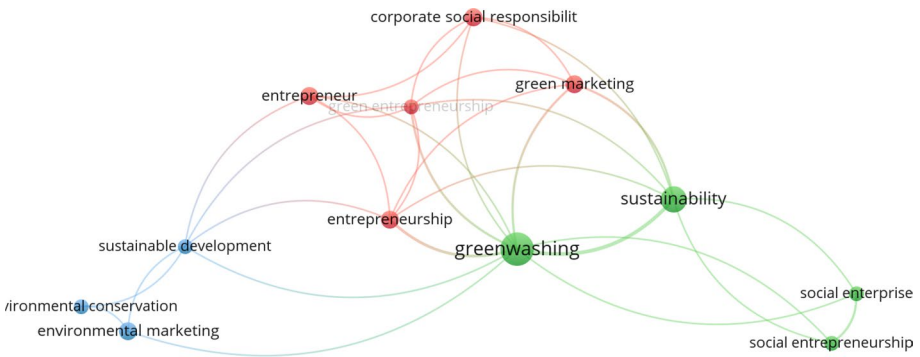 corporate social responsibilit
green marketing
entrepreneur
green entrepreneurship
sustainability
entrepreneurship
sustainable development
greenwashing
social enterprise
vironmental conservation
environmental marketing
social entrepreneurship